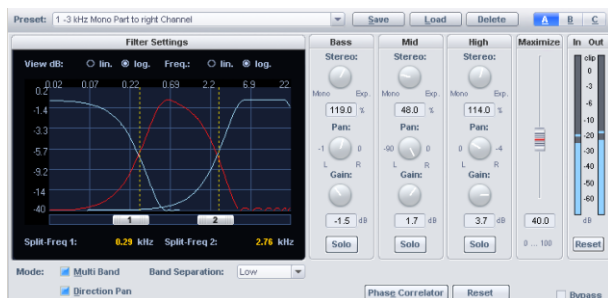 Preset: 1 -3 kHz Mono Part to right Channel Save Load Delete A B C
Filter Settings
View dB: lin. log. Freq.: lin. log.
0.02 0.07 0.22 0.69 2.2 6.9 22
0.2
-1.4
-3.3
-5.7
-9.2
-14
-40
1 2
Split-Freq 1: 0.29 kHz Split-Freq 2: 2.76 kHz
Mode: Multi Band Band Separation: Low
Direction Pan
Bass
Stereo:
Mono Exp.
119.0 %
Pan:
-1 0
L R
Gain:
-1.5 dB
Solo
Mid
Stereo:
Mono Exp.
48.0 %
Pan:
-90 0
L R
Gain:
1.7 dB
Solo
High
Stereo:
Mono Exp.
114.0 %
Pan:
0 -4
L R
Gain:
3.7 dB
Solo
Maximize
40.0
0 ... 100
In Out
clip
0
-3
-6
-10
-20
-30
-40
-50
-60
dB
Reset
Phase Correlator Reset Bypass